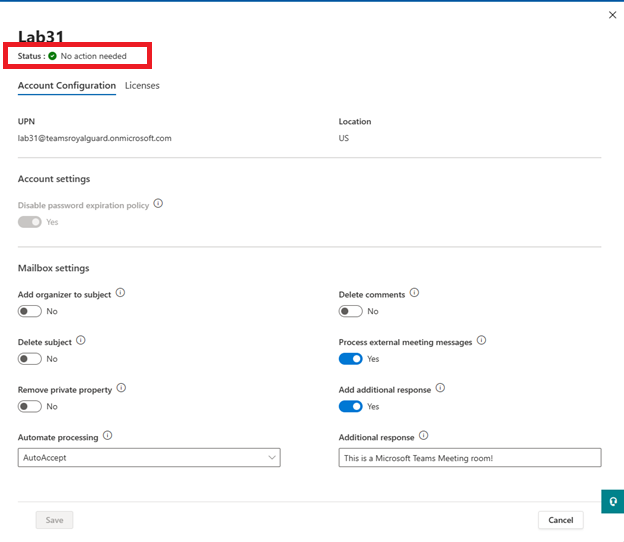 Lab31
Status : No action needed
Account Configuration Licenses
UPN Location
lab31@teamsroyalguard.onmicrosoft.com US
Account settings
Disable password expiration policy
Yes
Mailbox settings
Add organizer to subject Delete comments
No No
Delete subject Process external meeting messages
No Yes
Remove private property Add additional response
No Yes
Automate processing Additional response
AutoAccept This is a Microsoft Teams Meeting room!
Save Cancel